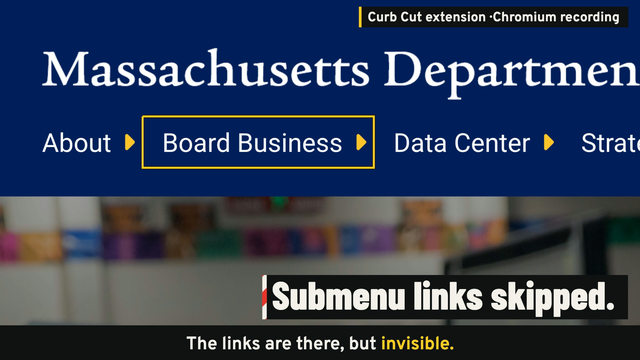 Curb Cut extension ·Chromium recording
Massachusetts Departmen
About Board Business Data Center Strate
Submenu links skipped.
The links are there, but invisible.